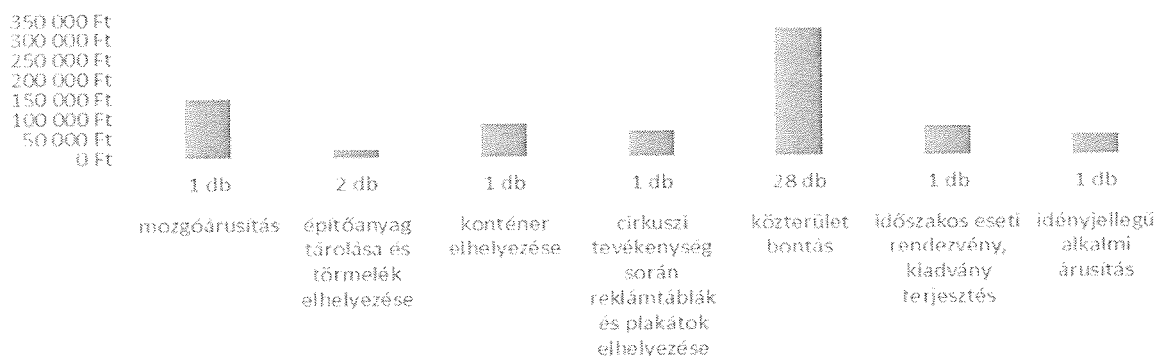 350 000 Ft
300 000 Ft
250 000 Ft
200 000 Ft
150 000 Ft
100 000 Ft
50 000 Ft
0 Ft
1 db
mozgóárusítás
2 db
építőanyag
tárolása és
törmelék
elhelyezése
1 db
konténer
elhelyezése
1 db
cirkuszi
tevékenység
során
reklámtáblák
és plakátok
elhelyezése
28 db
közterület
bontás
1 db
időszakos eseti
rendezvény,
kiadvány
terjesztés
1 db
idényjellegű
alkalmi
árusítás